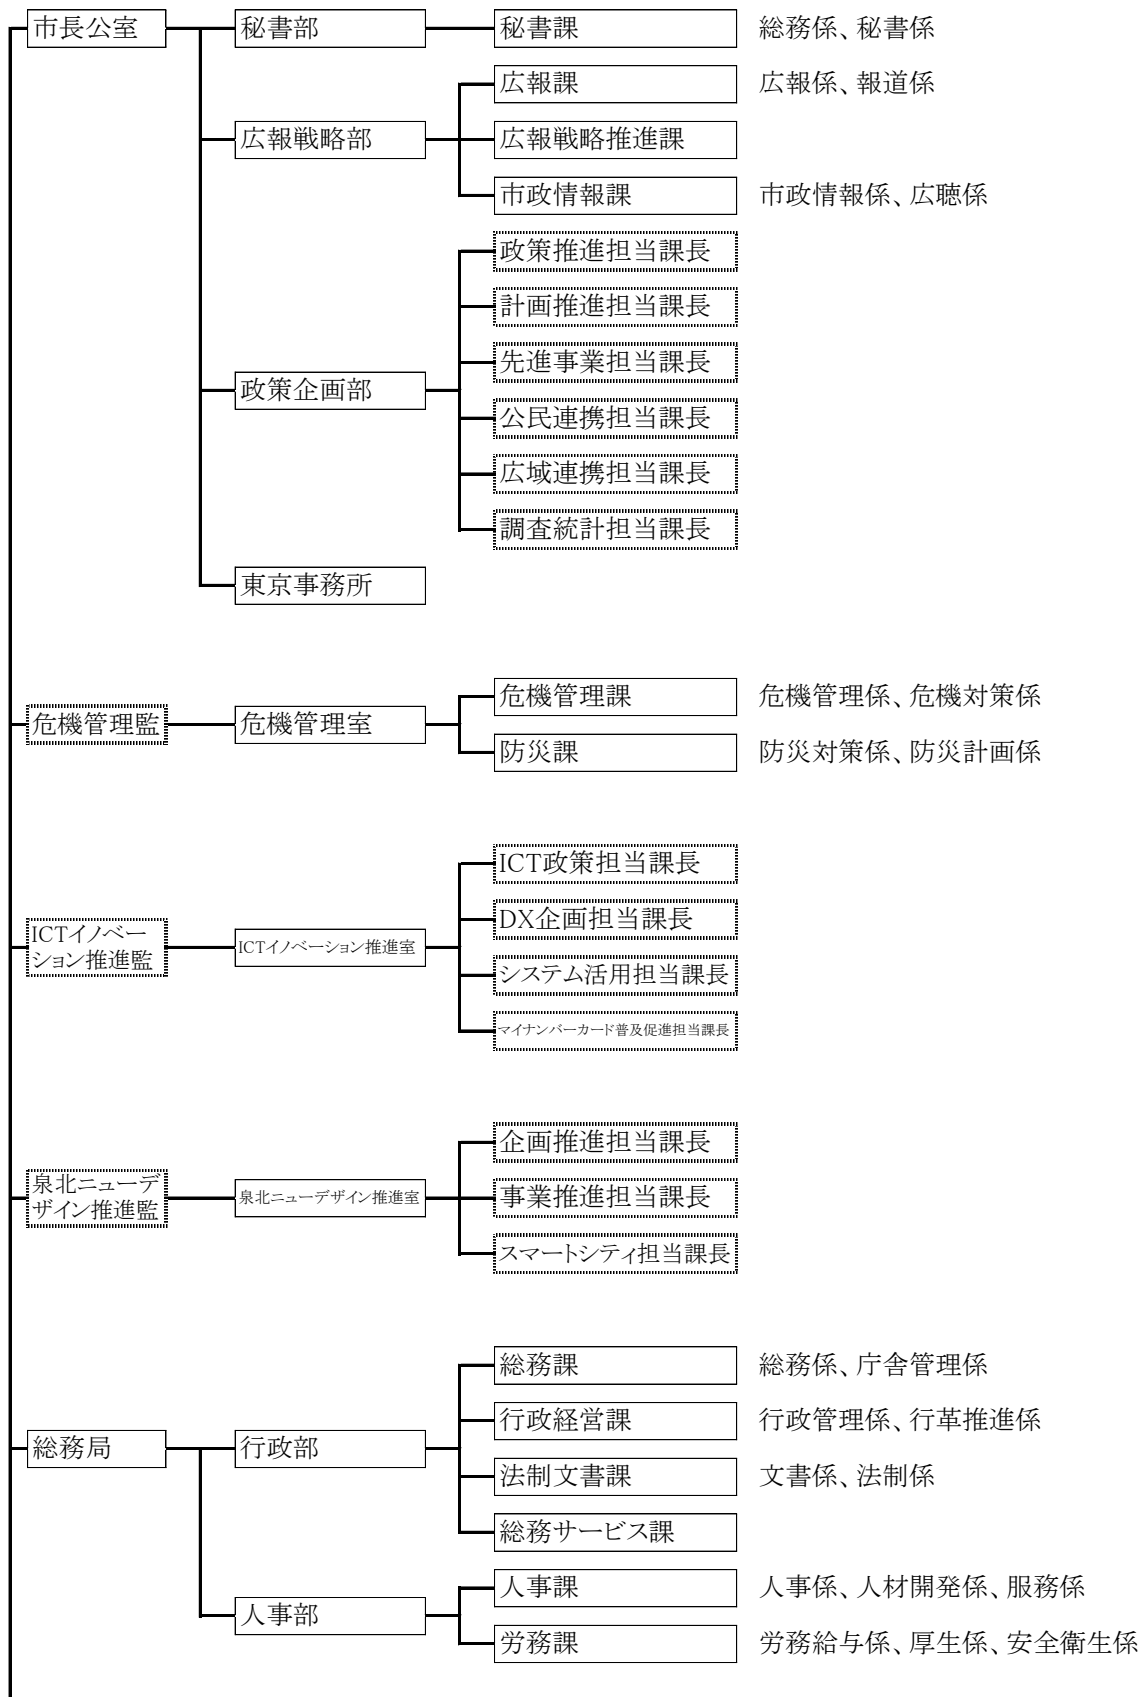 市長公室
秘書部
秘書課
総務係、秘書係
広報戦略部
広報課
広報係、報道係
広報戦略推進課
市政情報課
市政情報係、広聴係
政策企画部
政策推進担当課長
計画推進担当課長
先進事業担当課長
公民連携担当課長
広域連携担当課長
調査統計担当課長
東京事務所
危機管理監
危機管理室
危機管理課
危機管理係、危機対策係
防災課
防災対策係、防災計画係
ICTイノベー
ション推進監
ICTイノベーション推進室
ICT政策担当課長
DX企画担当課長
システム活用担当課長
マイナンバーカード普及促進担当課長
泉北ニューデ
ザイン推進監
泉北ニューデザイン推進室
企画推進担当課長
事業推進担当課長
スマートシティ担当課長
総務局
行政部
総務課
総務係、庁舎管理係
行政経営課
行政管理係、行革推進係
法制文書課
文書係、法制係
総務サービス課
人事部
人事課
人事係、人材開発係、服務係
労務課
労務給与係、厚生係、安全衛生係